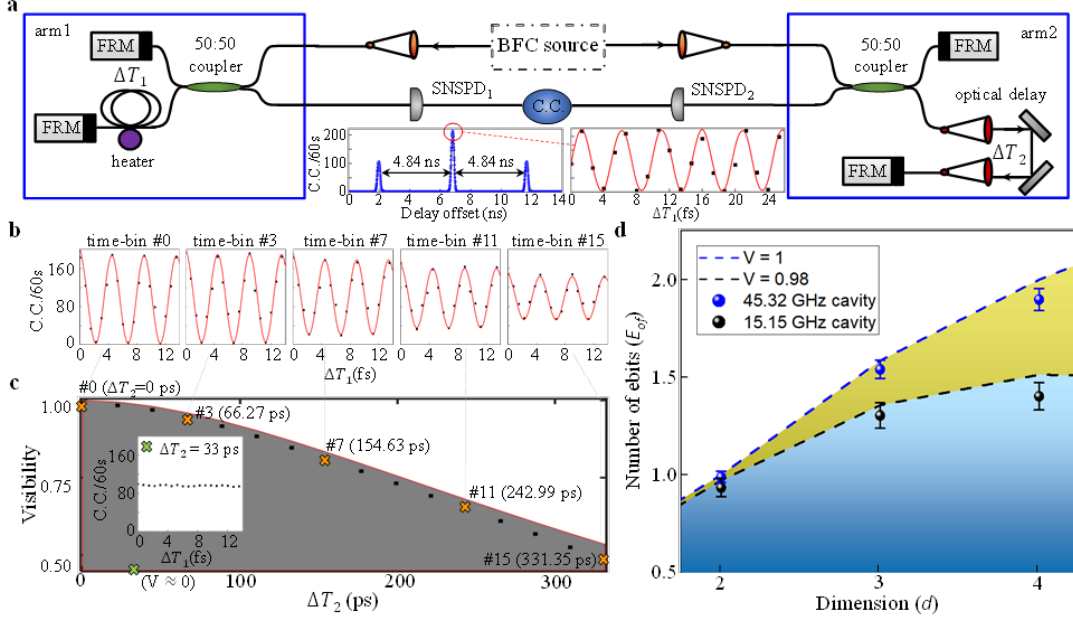 a
arm1
FRM
50:50
coupler
ΔT₁
FRM
heater
BFC source
SNSPD₁
C.C.
SNSPD₂
arm2
50:50
coupler
FRM
optical delay
ΔT₂
FRM
C.C./60s
200
100
0
4.84 ns
4.84 ns
0 2 4 6 8 10 12 14
Delay offset (ns)
0 4 8 12 16 20 24
ΔT₁(fs)
b
time-bin #0
time-bin #3
time-bin #7
time-bin #11
time-bin #15
C.C./60s
160
80
0
0 4 8 12
0 4 8 12
0 4 8 12
0 4 8 12
0 4 8 12
ΔT₁(fs)
c
#0 (ΔT₂=0 ps)
#3 (66.27 ps)
#7 (154.63 ps)
#11 (242.99 ps)
#15 (331.35 ps)
Visibility
1.00
0.75
0.50
ΔT₂ = 33 ps
C.C./60s
160
80
0
0 4 8 12
ΔT₁(fs)
(V ≈ 0)
0 100 200 300
ΔT₂ (ps)
d
V = 1
V = 0.98
45.32 GHz cavity
15.15 GHz cavity
Number of ebits (Eof)
2.0
1.5
1.0
0.5
2 3 4
Dimension (d)